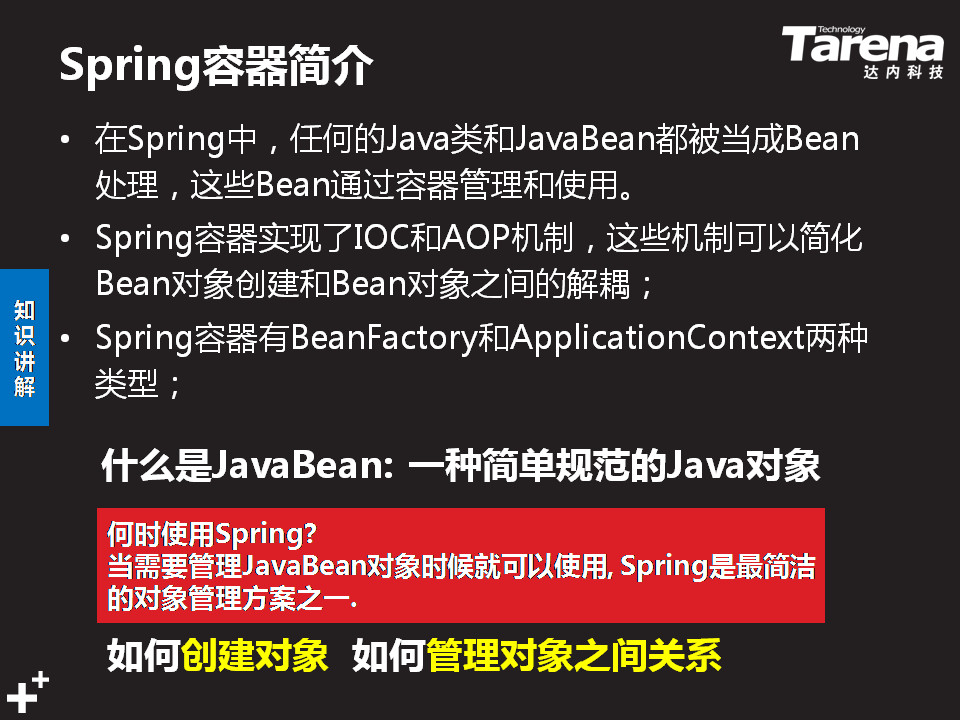 Spring容器简介
Technology
Tarena
达内科技
• 在Spring中，任何的Java类和JavaBean都被当成Bean
处理，这些Bean通过容器管理和使用。
• Spring容器实现了IOC和AOP机制，这些机制可以简化
Bean对象创建和Bean对象之间的解耦；
• Spring容器有BeanFactory和ApplicationContext两种
类型；
知识讲解
什么是JavaBean: 一种简单规范的Java对象
何时使用Spring?
当需要管理JavaBean对象时候就可以使用, Spring是最简洁
的对象管理方案之一.
如何创建对象 如何管理对象之间关系